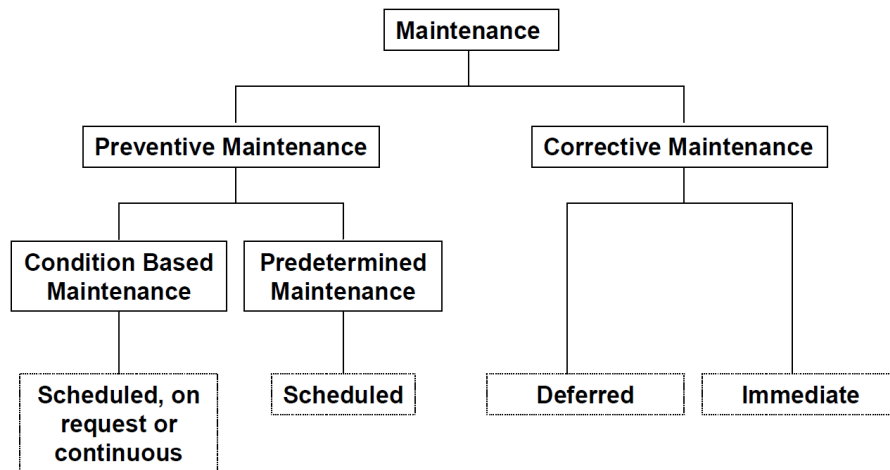 Maintenance
Preventive Maintenance
Corrective Maintenance
Condition Based
Maintenance
Predetermined
Maintenance
Scheduled, on
request or
continuous
Scheduled
Deferred
Immediate